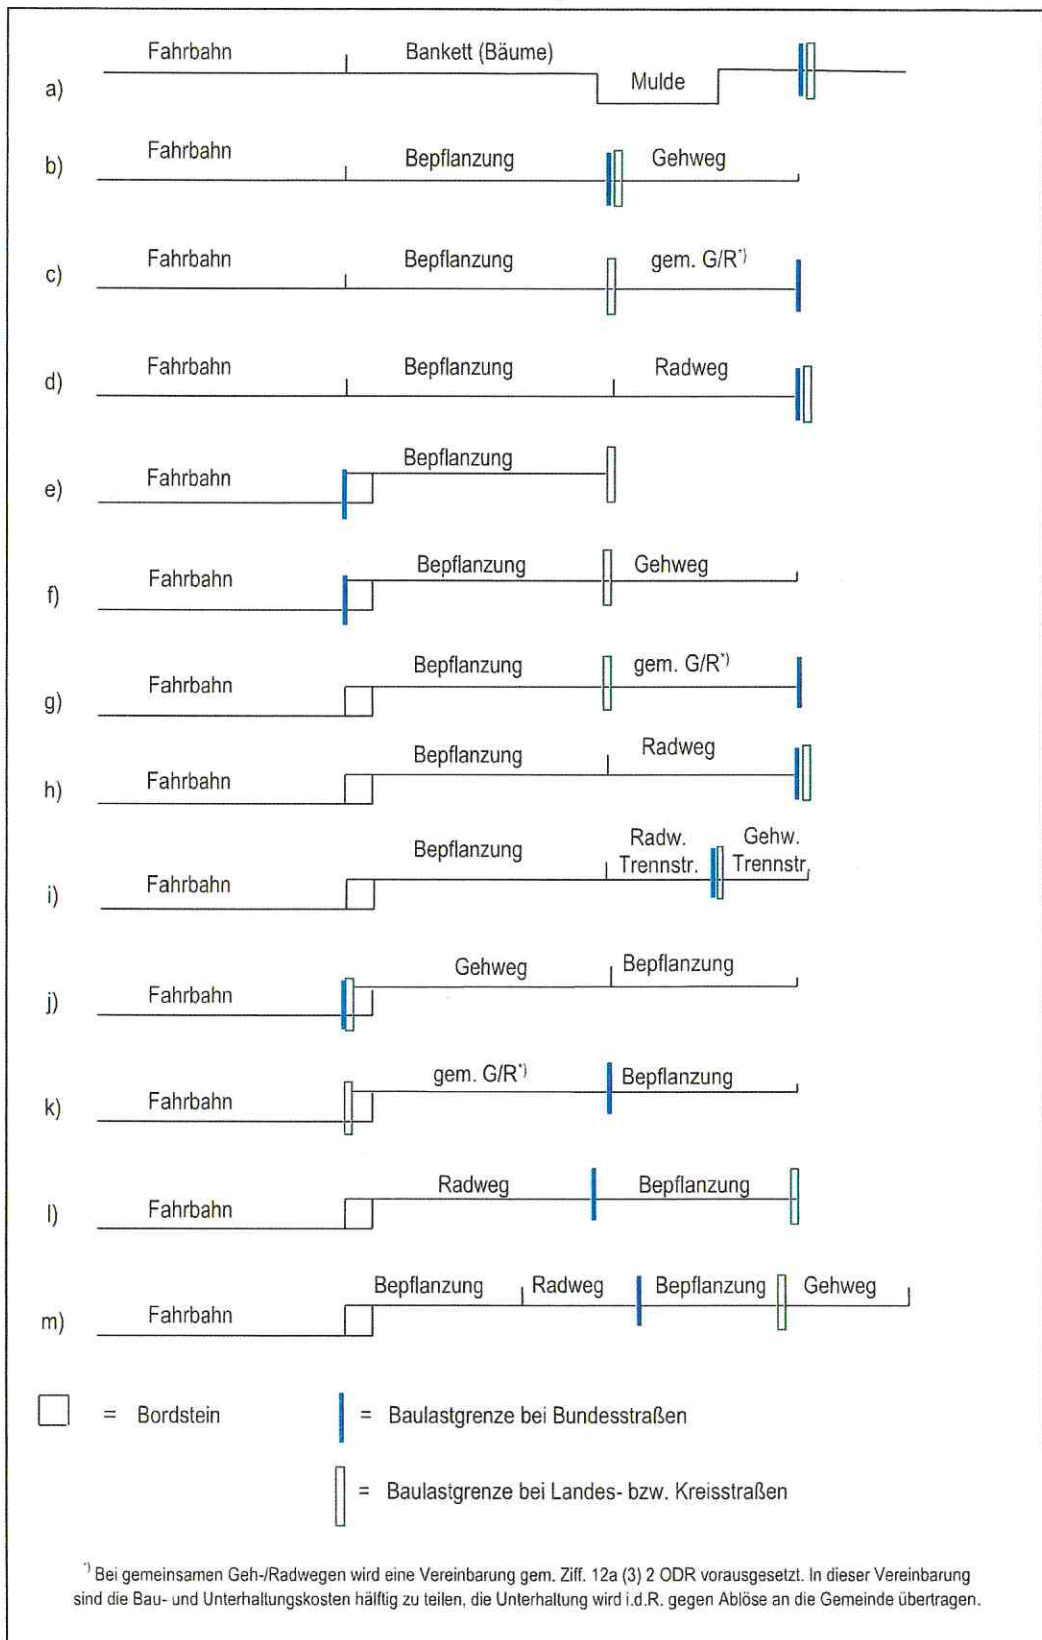 Fahrbahn Bankett (Bäume)
a) Mulde
b) Fahrbahn Bepflanzung Gehweg
c) Fahrbahn Bepflanzung gem. G/R*)
d) Fahrbahn Bepflanzung Radweg
Bepflanzung
e) Fahrbahn
Bepflanzung Gehweg
f) Fahrbahn
Bepflanzung gem. G/R*)
g) Fahrbahn
Bepflanzung Radweg
h) Fahrbahn
Radw. Gehw.
Bepflanzung Trennstr. Trennstr.
i) Fahrbahn
Gehweg Bepflanzung
j) Fahrbahn
gem. G/R*) Bepflanzung
k) Fahrbahn
Radweg Bepflanzung
l) Fahrbahn
Bepflanzung Radweg Bepflanzung Gehweg
m) Fahrbahn
= Bordstein = Baulastgrenze bei Bundesstraßen
= Baulastgrenze bei Landes- bzw. Kreisstraßen
*) Bei gemeinsamen Geh-/Radwegen wird eine Vereinbarung gem. Ziff. 12a (3) 2 ODR vorausgesetzt. In dieser Vereinbarung
sind die Bau- und Unterhaltungskosten hälftig zu teilen, die Unterhaltung wird i.d.R. gegen Ablöse an die Gemeinde übertragen.